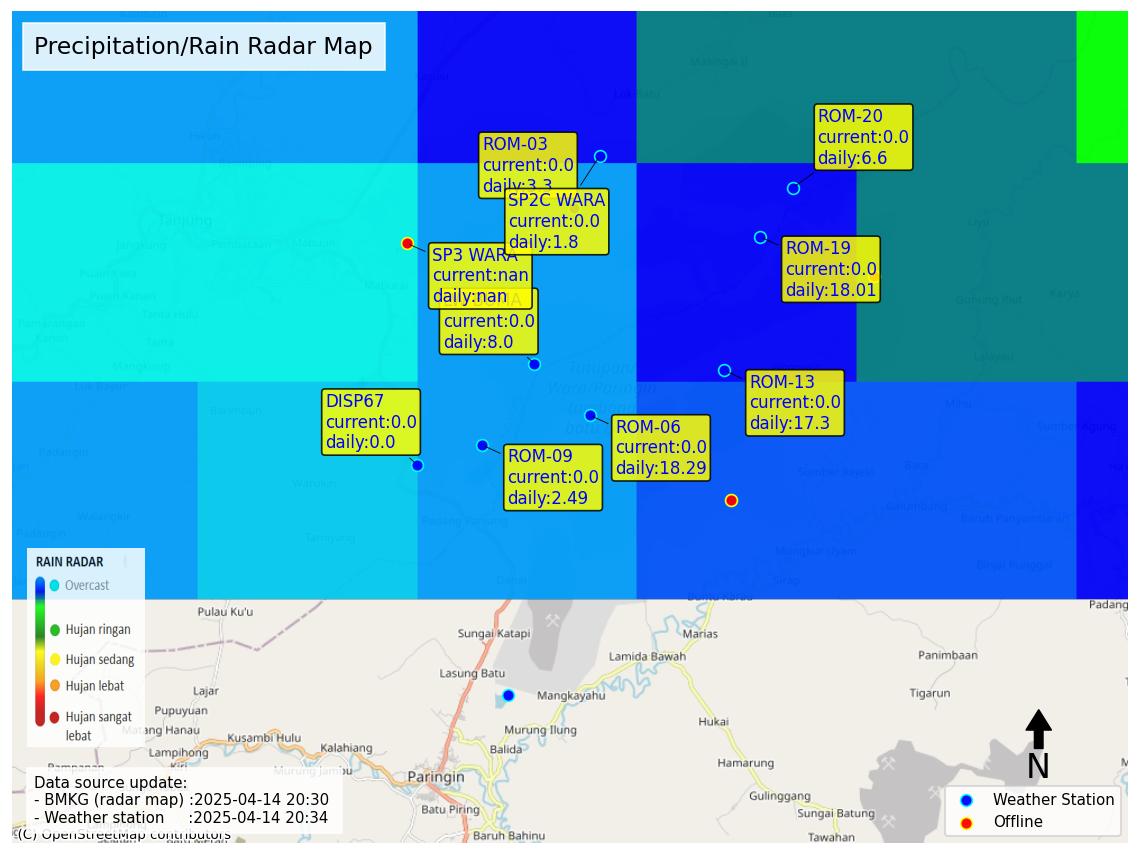 Precipitation/Rain Radar Map
ROM-20
current:0.0
daily:6.6
ROM-03
current:0.0
daily:3.3
SP2C WARA
current:0.0
daily:1.8
ROM-19
current:0.0
daily:18.01
SP3 WARA
current:nan
daily:nan
current:0.0
daily:8.0
ROM-13
current:0.0
daily:17.3
DISP67
current:0.0
daily:0.0
ROM-06
current:0.0
daily:18.29
ROM-09
current:0.0
daily:2.49
Tanjung
RAIN RADAR
Overcast
Hujan ringan
Hujan sedang
Hujan lebat
Hujan sangat
lebat
Pulau Ku'u
Sungai Katapi
Marias
Lamida Bawah
Panimbaan
Lasung Batu
Lajar
Mangkayahu
Tigarun
Pupuyuan
Matang Hanau
Kusambi Hulu
Murung Ilung
Hukai
Lampihong
Kalahiang
Balida
Hamarung
Murung Jambu
Paringin
Gulinggang
Batu Piring
Sungai Batung
Baruh Bahinu
Tawahan
Padang
Data source update:
- BMKG (radar map) :2025-04-14 20:30
- Weather station :2025-04-14 20:34
(C) OpenStreetMap contributors
N
Weather Station
Offline